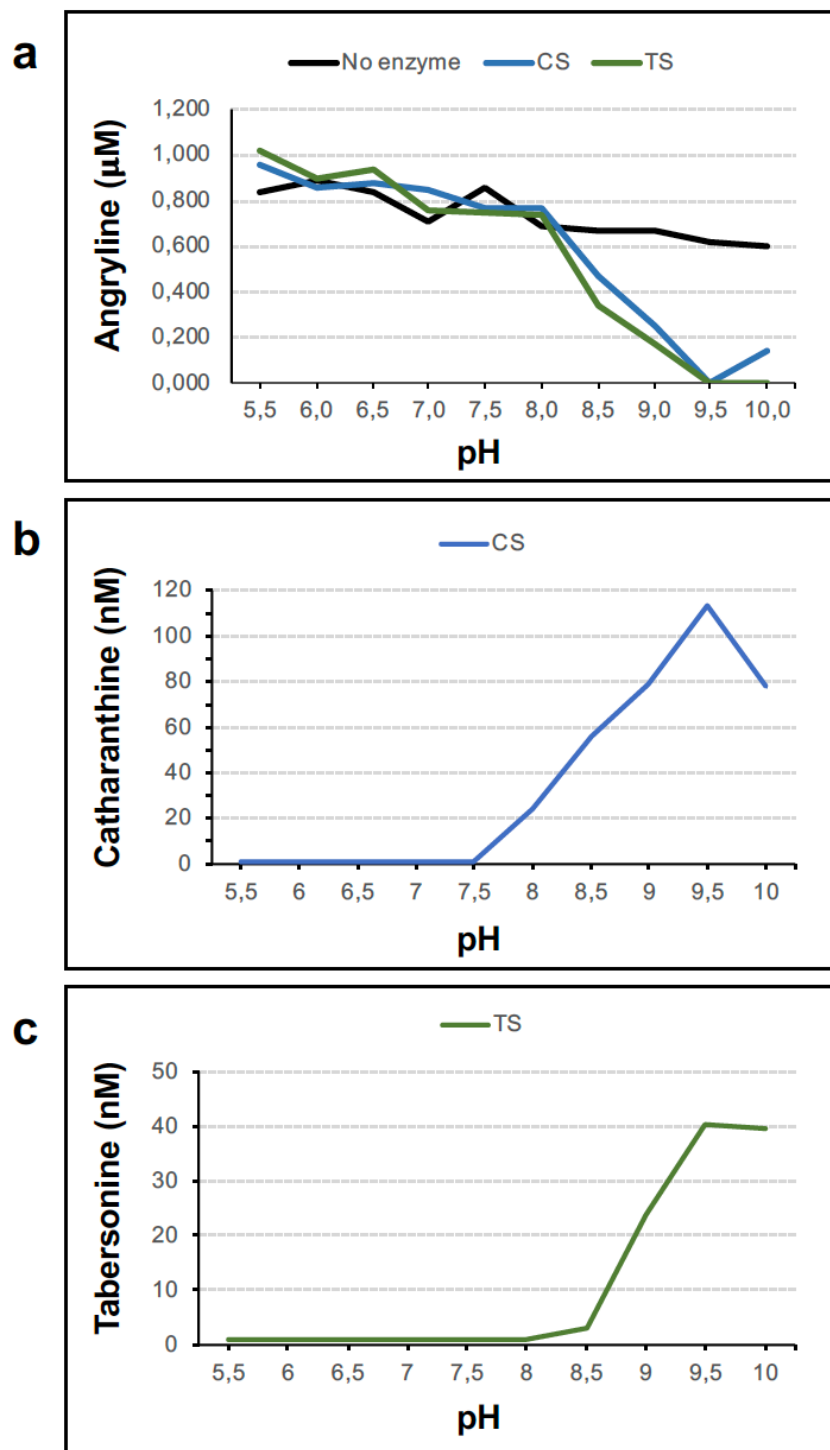 a
No enzyme CS TS
Angryline (µM)
1,200
1,000
0,800
0,600
0,400
0,200
0,000
5,5 6,0 6,5 7,0 7,5 8,0 8,5 9,0 9,5 10,0
pH
b
CS
Catharanthine (nM)
120
100
80
60
40
20
0
5,5 6 6,5 7 7,5 8 8,5 9 9,5 10
pH
c
TS
Tabersonine (nM)
50
40
30
20
10
0
5,5 6 6,5 7 7,5 8 8,5 9 9,5 10
pH